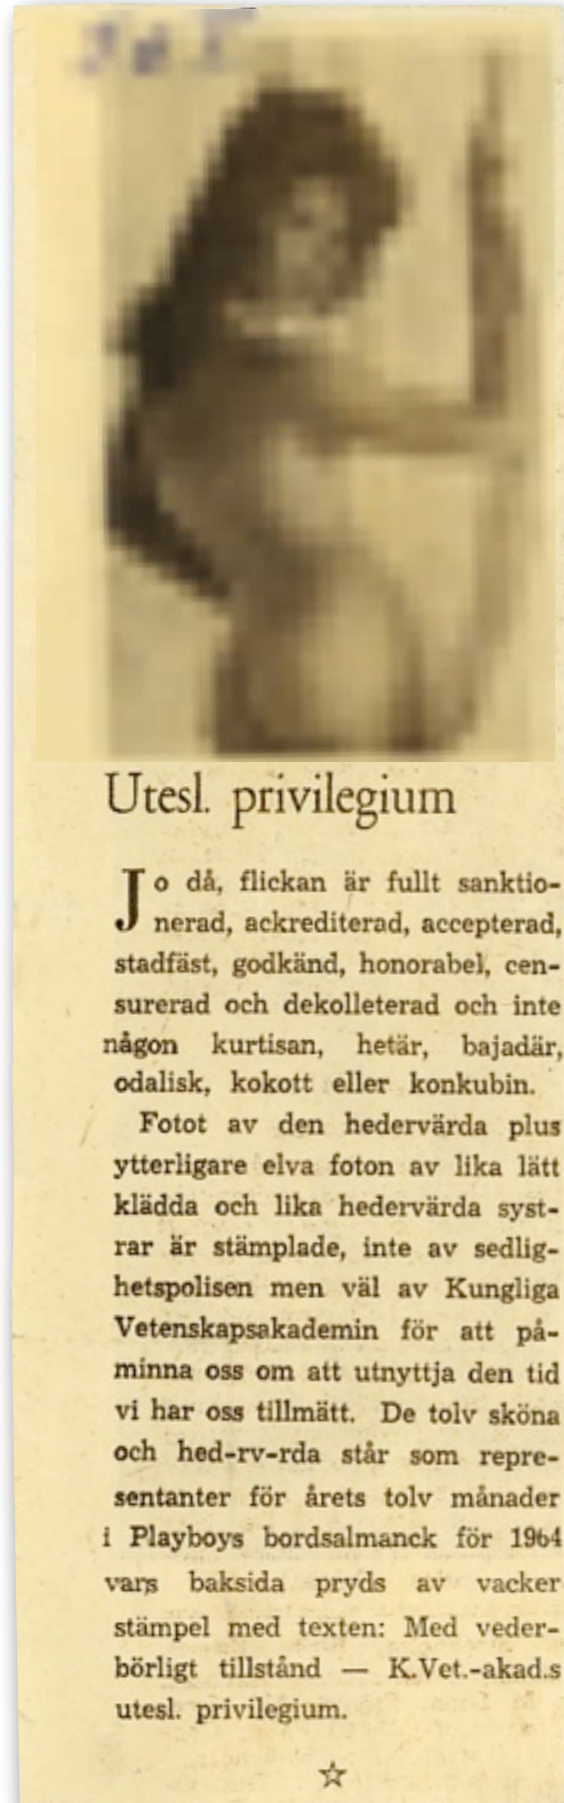 Utesl. privilegium
Jo då, flickan är fullt sanktio-
nerad, ackrediterad, accepterad,
stadfäst, godkänd, honorabel, cen-
surerad och dekolleterad och inte
någon kurtisan, hetär, bajadär,
odalisk, kokott eller konkubin.
Fotot av den hedervärda plus
ytterligare elva foton av lika lätt
klädda och lika hedervärda syst-
rar är stämplade, inte av sedlig-
hetspolisen men väl av Kungliga
Vetenskapsakademin för att på-
minna oss om att utnyttja den tid
vi har oss tillmätt. De tolv sköna
och hed-rv-rda står som repre-
sentanter för årets tolv månader
i Playboys bordsalmanck för 1964
vars baksida pryds av vacker
stämpel med texten: Med veder-
börligt tillstånd — K.Vet.-akad.s
utesl. privilegium.
☆